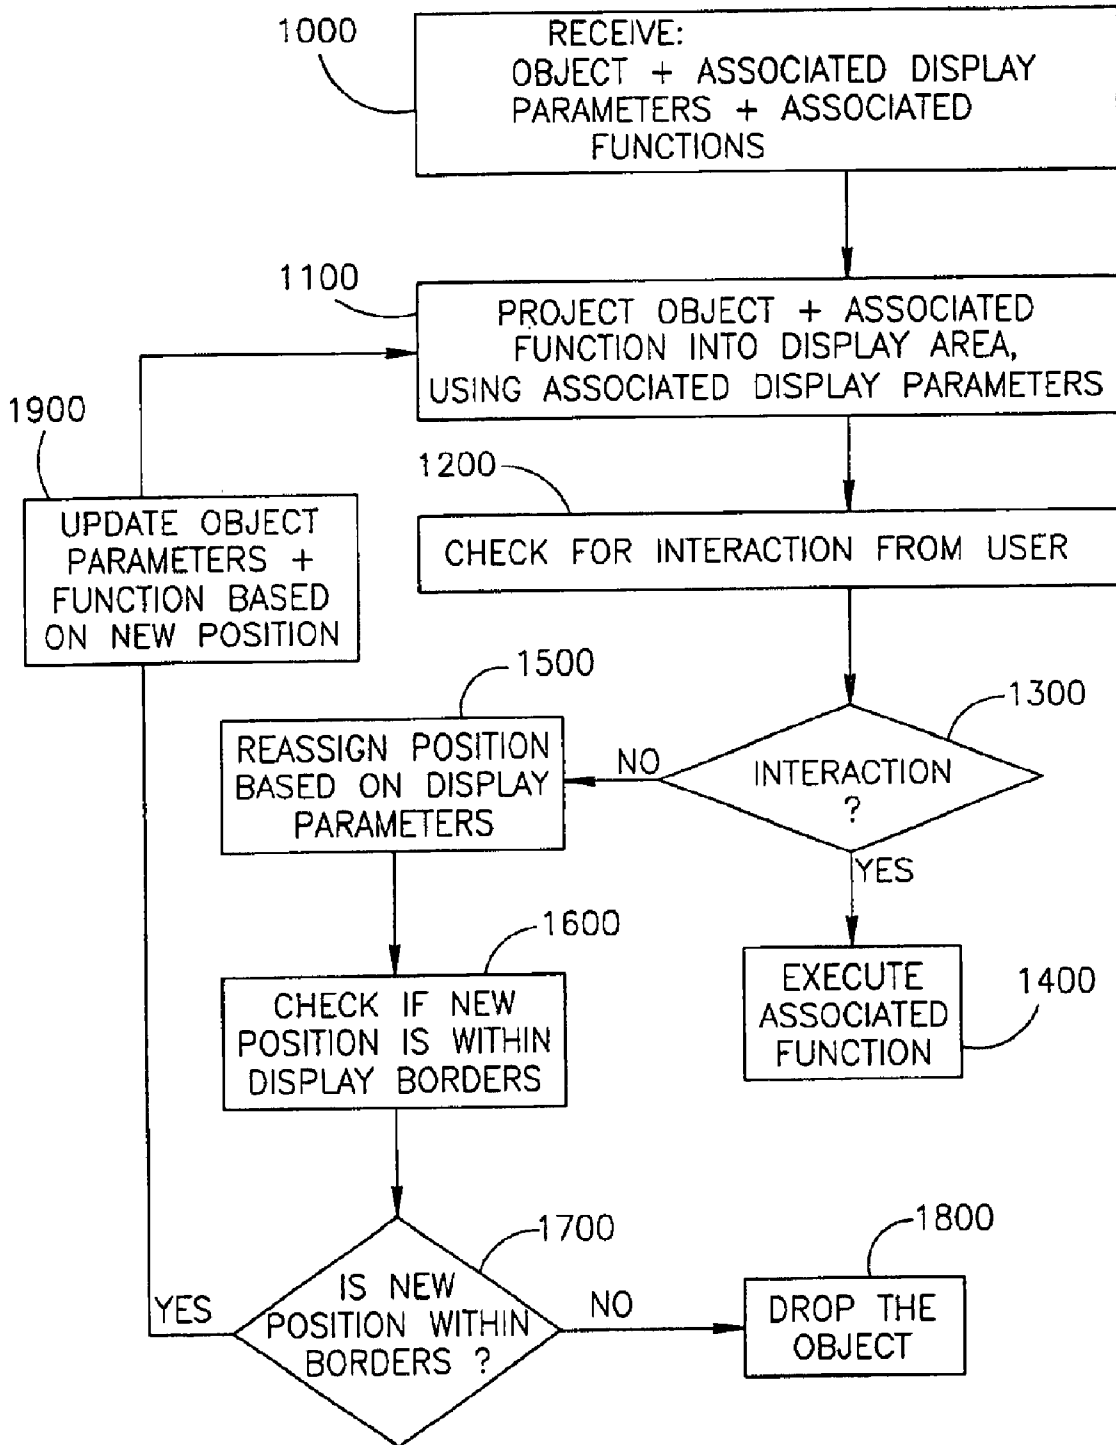 1000
RECEIVE:
OBJECT + ASSOCIATED DISPLAY
PARAMETERS + ASSOCIATED
FUNCTIONS
1100
PROJECT OBJECT + ASSOCIATED
FUNCTION INTO DISPLAY AREA,
USING ASSOCIATED DISPLAY PARAMETERS
1900
UPDATE OBJECT
PARAMETERS +
FUNCTION BASED
ON NEW POSITION
1200
CHECK FOR INTERACTION FROM USER
1300
INTERACTION
?
NO
YES
1500
REASSIGN POSITION
BASED ON DISPLAY
PARAMETERS
1400
EXECUTE
ASSOCIATED
FUNCTION
1600
CHECK IF NEW
POSITION IS WITHIN
DISPLAY BORDERS
1700
IS NEW
POSITION WITHIN
BORDERS ?
YES
NO
1800
DROP THE
OBJECT